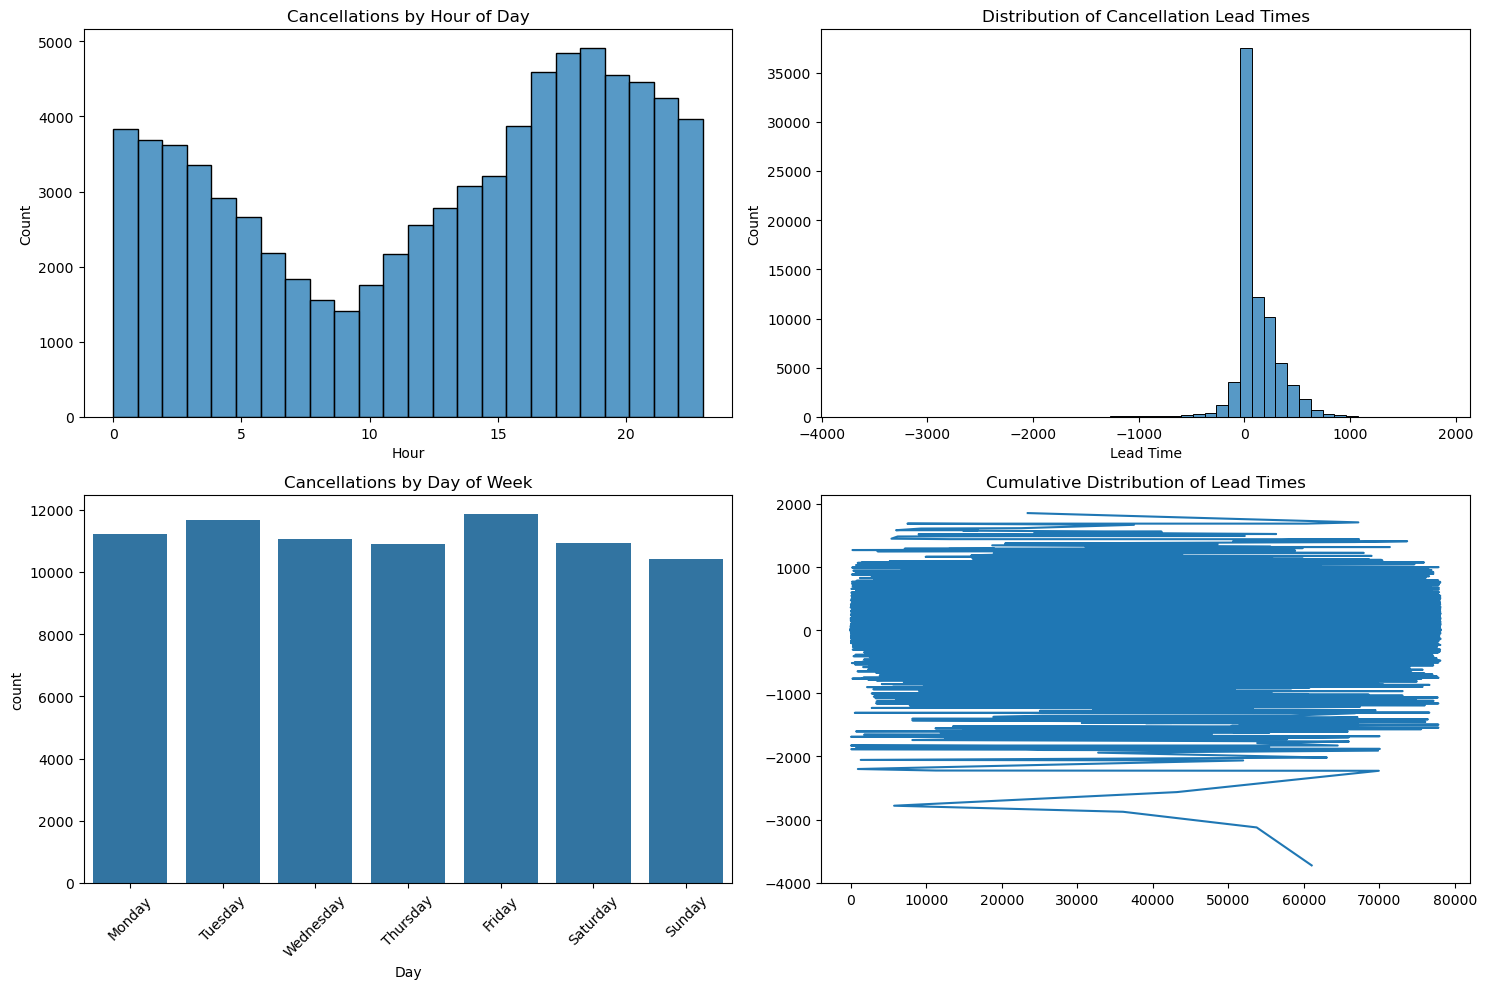 Cancellations by Hour of Day
5000
4000
3000
2000
1000
0
Count
0 5 10 15 20
Hour
Distribution of Cancellation Lead Times
35000
30000
25000
20000
15000
10000
5000
0
Count
−4000 −3000 −2000 −1000 0 1000 2000
Lead Time
Cancellations by Day of Week
12000
10000
8000
6000
4000
2000
0
count
Monday Tuesday Wednesday Thursday Friday Saturday Sunday
Day
Cumulative Distribution of Lead Times
2000
1000
0
−1000
−2000
−3000
−4000
0 10000 20000 30000 40000 50000 60000 70000 80000